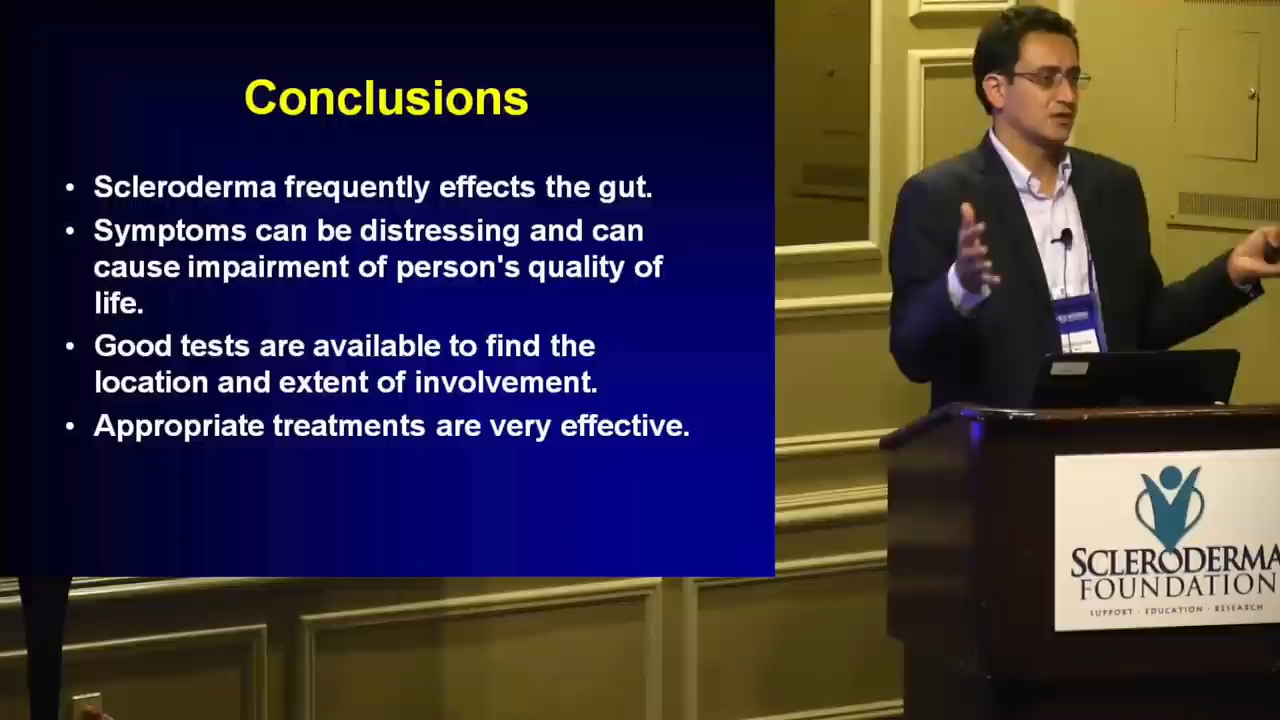 Conclusions
• Scleroderma frequently effects the gut.
• Symptoms can be distressing and can
cause impairment of person's quality of
life.
• Good tests are available to find the
location and extent of involvement.
• Appropriate treatments are very effective.
SCLERODERMA
FOUNDATION
SUPPORT · EDUCATION · RESEARCH